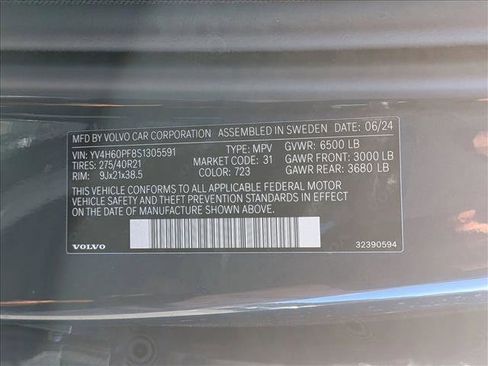 MFD BY VOLVO CAR CORPORATION ASSEMBLED IN SWEDEN DATE: 06/24
VIN: YV4H60PF8S1305591 TYPE: MPV GVWR: 6500 LB
TIRES: 275/40R21 MARKET CODE: 31 GAWR FRONT: 3000 LB
RIM: 9Jx21x38.5 COLOR: 723 GAWR REAR: 3680 LB
THIS VEHICLE CONFORMS TO ALL APPLICABLE FEDERAL MOTOR
VEHICLE SAFETY AND THEFT PREVENTION STANDARDS IN EFFECT ON
THE DATE OF MANUFACTURE SHOWN ABOVE.
VOLVO 32390594